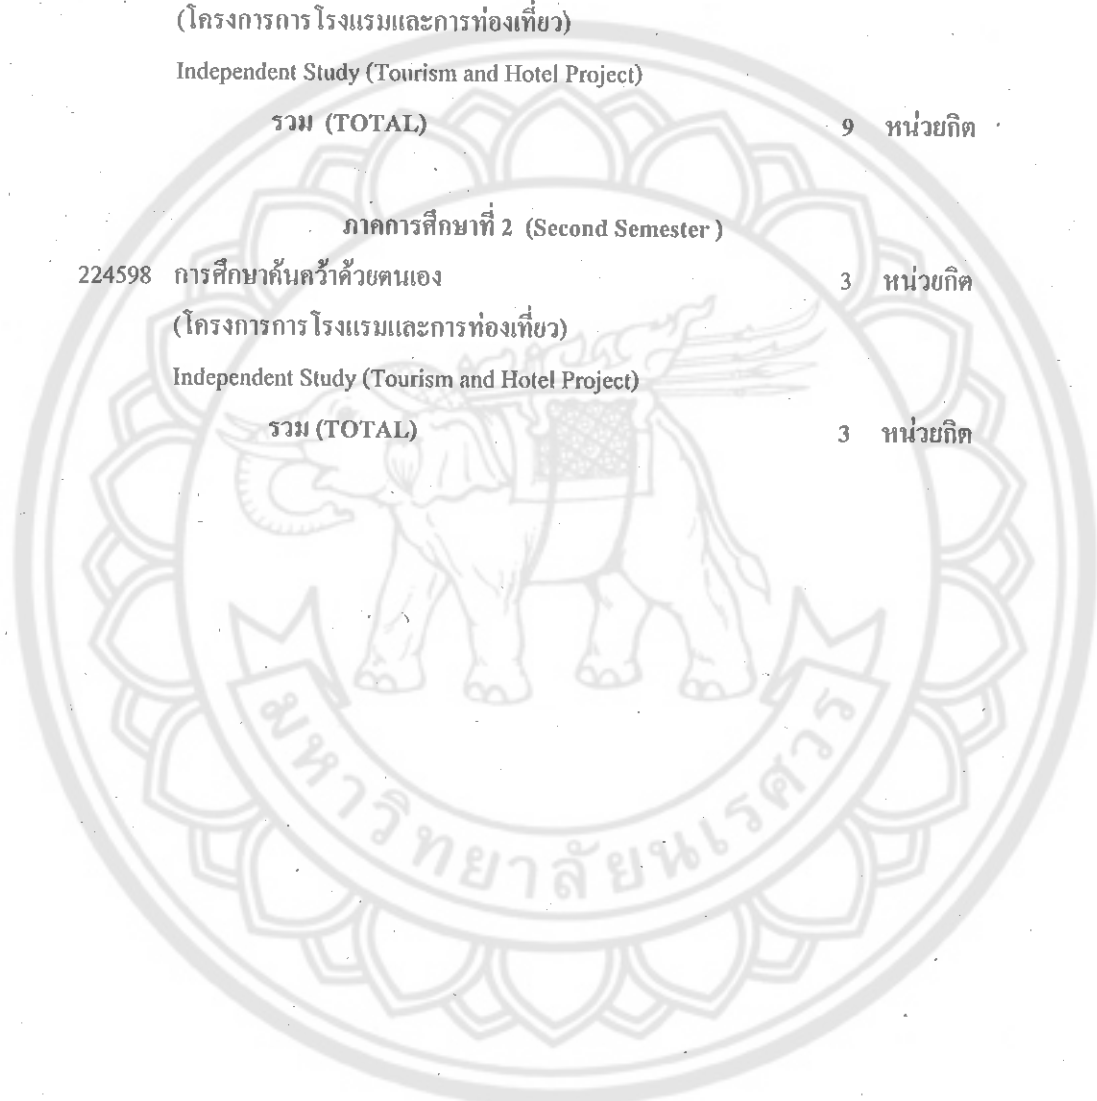 (โครงการการโรงแรมและการท่องเที่ยว)
Independent Study (Tourism and Hotel Project)
รวม (TOTAL) 9 หน่วยกิต
ภาคการศึกษาที่ 2 (Second Semester )
224598 การศึกษาค้นคว้าด้วยตนเอง 3 หน่วยกิต
(โครงการการโรงแรมและการท่องเที่ยว)
Independent Study (Tourism and Hotel Project)
รวม (TOTAL) 3 หน่วยกิต
มหาวิทยาลัยนเรศวร